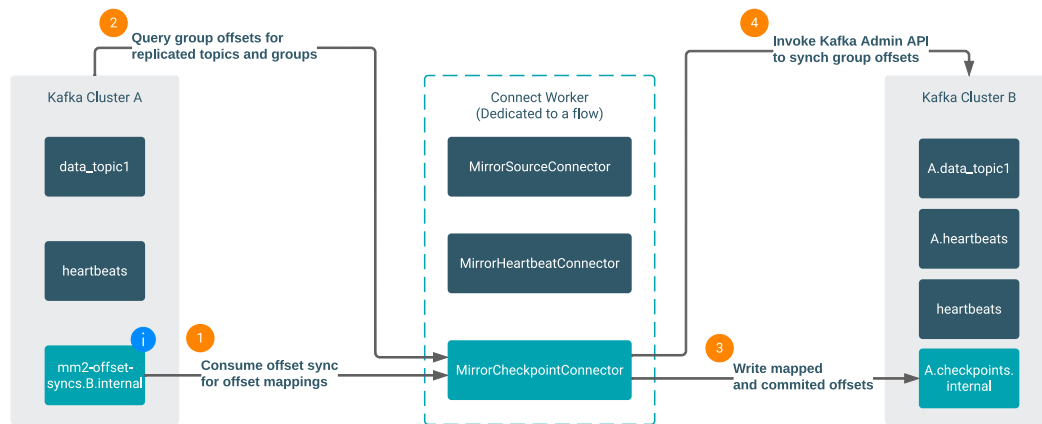 2
Query group offsets for
replicated topics and groups
4
Invoke Kafka Admin API
to synch group offsets
Kafka Cluster A
data_topic1
heartbeats
i
mm2-offset-
syncs.B.internal
1
Consume offset sync
for offset mappings
Connect Worker
(Dedicated to a flow)
MirrorSourceConnector
MirrorHeartbeatConnector
MirrorCheckpointConnector
3
Write mapped
and commited offsets
Kafka Cluster B
A.data_topic1
A.heartbeats
heartbeats
A.checkpoints.
internal